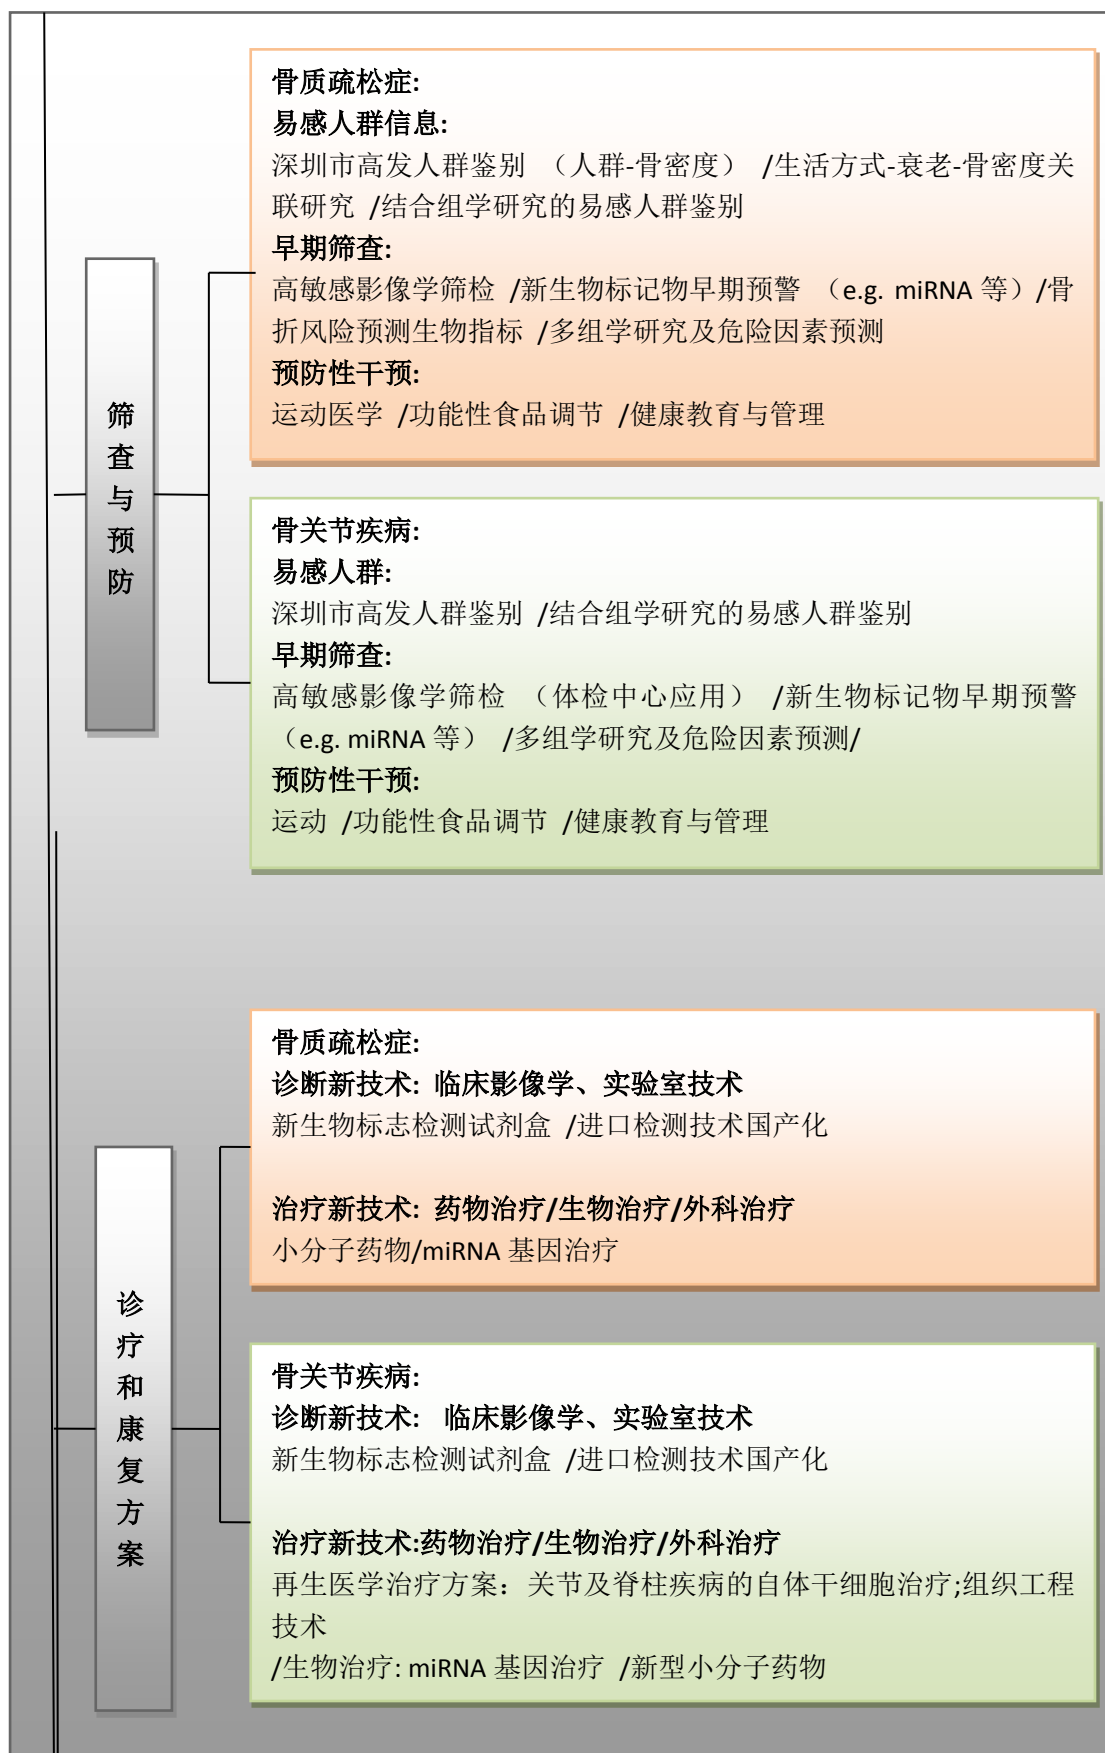 筛查与预防
骨质疏松症:
易感人群信息:
深圳市高发人群鉴别 （人群-骨密度） /生活方式-衰老-骨密度关
联研究 /结合组学研究的易感人群鉴别
早期筛查:
高敏感影像学筛检 /新生物标记物早期预警 （e.g. miRNA 等）/骨
折风险预测生物指标 /多组学研究及危险因素预测
预防性干预:
运动医学 /功能性食品调节 /健康教育与管理
骨关节疾病:
易感人群:
深圳市高发人群鉴别 /结合组学研究的易感人群鉴别
早期筛查:
高敏感影像学筛检 （体检中心应用） /新生物标记物早期预警
（e.g. miRNA 等） /多组学研究及危险因素预测/
预防性干预:
运动 /功能性食品调节 /健康教育与管理
诊疗和康复方案
骨质疏松症:
诊断新技术: 临床影像学、实验室技术
新生物标志检测试剂盒 /进口检测技术国产化
治疗新技术: 药物治疗/生物治疗/外科治疗
小分子药物/miRNA 基因治疗
骨关节疾病:
诊断新技术: 临床影像学、实验室技术
新生物标志检测试剂盒 /进口检测技术国产化
治疗新技术:药物治疗/生物治疗/外科治疗
再生医学治疗方案：关节及脊柱疾病的自体干细胞治疗;组织工程
技术
/生物治疗: miRNA 基因治疗 /新型小分子药物